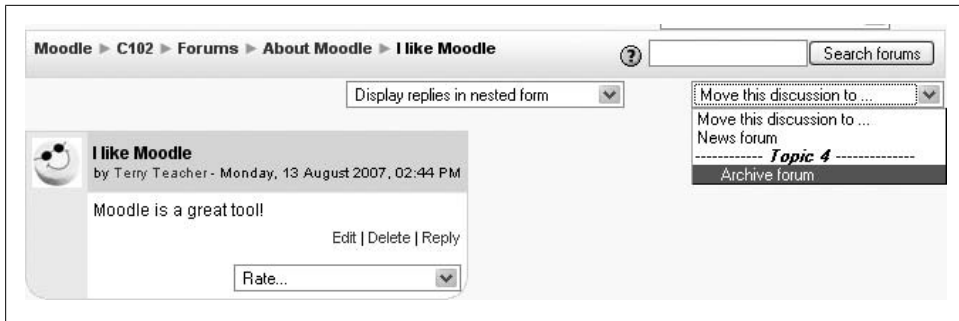 Moodle ► C102 ► Forums ► About Moodle ► I like Moodle
? Search forums
Display replies in nested form
Move this discussion to ...
Move this discussion to ...
News forum
------------ Topic 4 --------------
Archive forum
I like Moodle
by Terry Teacher - Monday, 13 August 2007, 02:44 PM
Moodle is a great tool!
Edit | Delete | Reply
Rate...